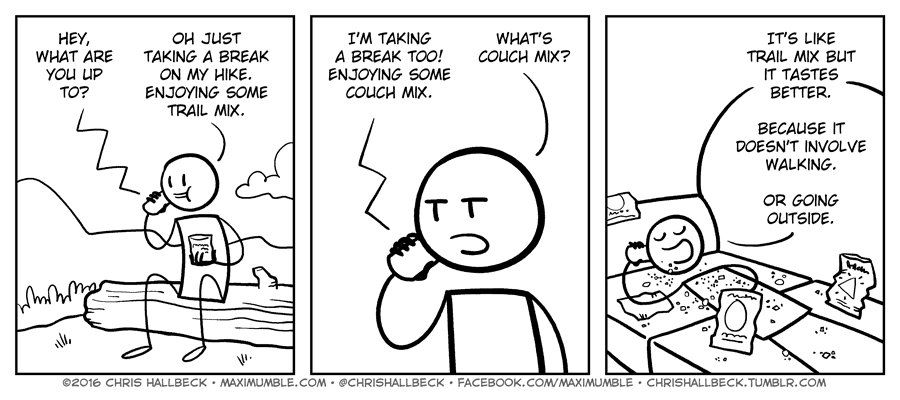 HEY,
WHAT ARE
YOU UP
TO?
OH JUST
TAKING A BREAK
ON MY HIKE.
ENJOYING SOME
TRAIL MIX.
I'M TAKING
A BREAK TOO!
ENJOYING SOME
COUCH MIX.
WHAT'S
COUCH MIX?
IT'S LIKE
TRAIL MIX BUT
IT TASTES
BETTER.
BECAUSE IT
DOESN'T INVOLVE
WALKING.
OR GOING
OUTSIDE.
©2016 CHRIS HALLBECK • MAXIMUMBLE.COM • @CHRISHALLBECK • FACEBOOK.COM/MAXIMUMBLE • CHRISHALLBECK.TUMBLR.COM